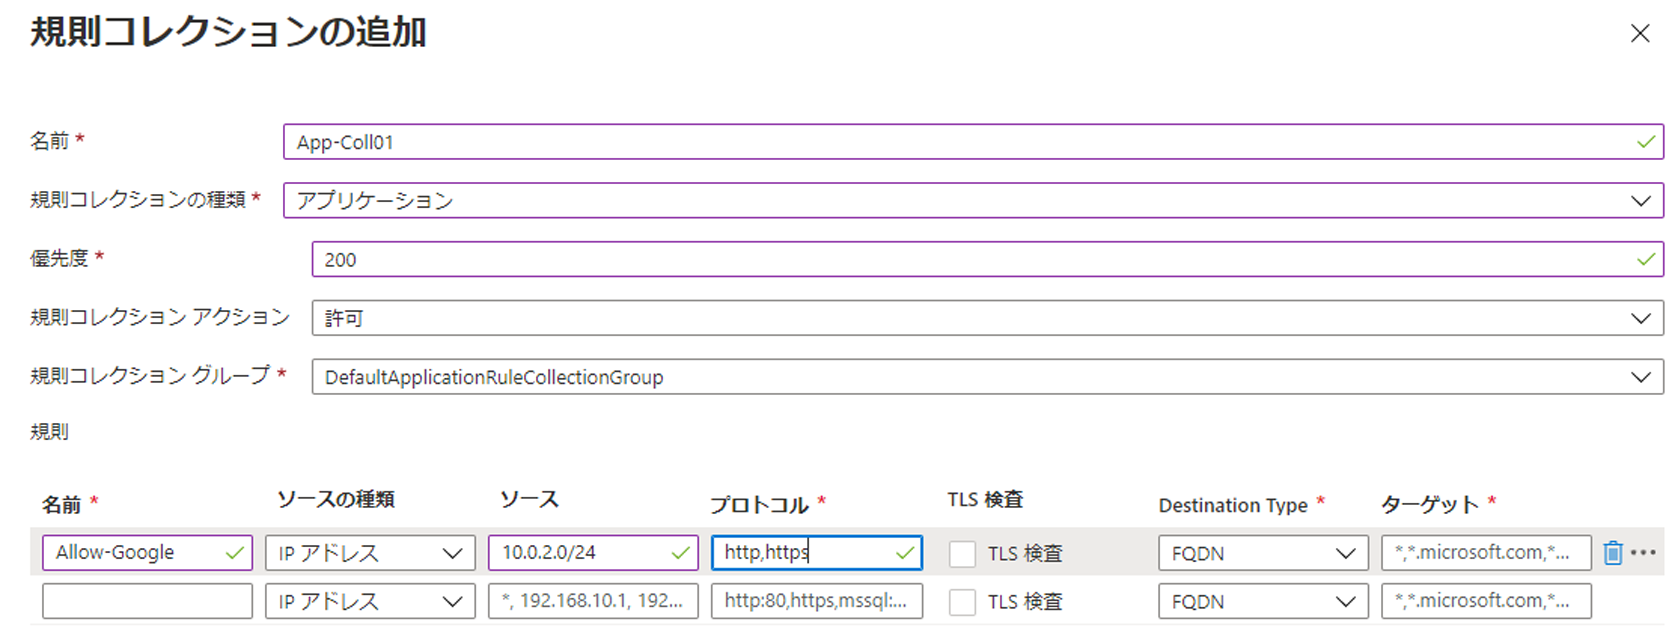 規則コレクションの追加
名前 *
App-Coll01
規則コレクションの種類 *
アプリケーション
優先度 *
200
規則コレクション アクション
許可
規則コレクション グループ *
DefaultApplicationRuleCollectionGroup
規則
名前 * ソースの種類 ソース プロトコル * TLS 検査 Destination Type * ターゲット *
Allow-Google IP アドレス 10.0.2.0/24 http,https TLS 検査 FQDN *,*.microsoft.com,*...
IP アドレス *, 192.168.10.1, 192... http:80,https,mssql:... TLS 検査 FQDN *,*.microsoft.com,*...